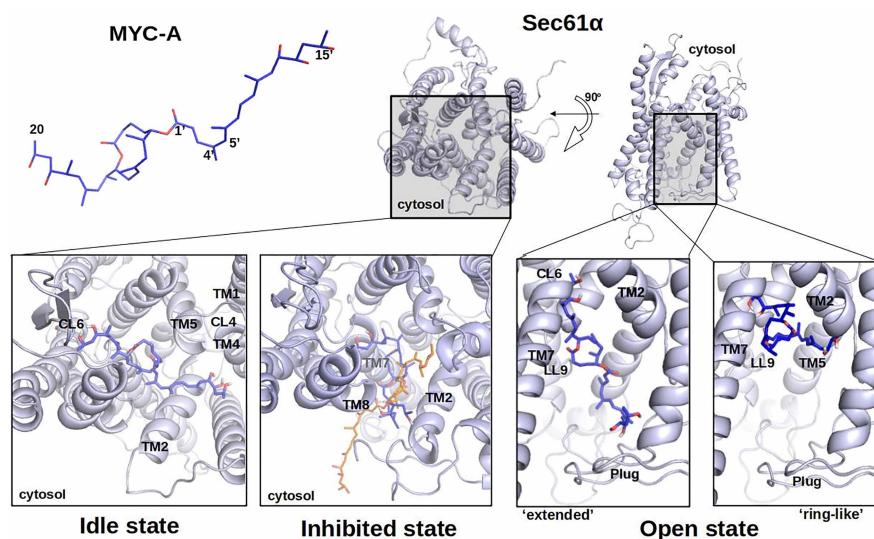 MYC-A
Sec61α
15'
cytosol
90º
20
1'
4'
5'
cytosol
CL6
TM5
TM1
CL4
TM4
TM2
cytosol
TM7
TM8
TM2
cytosol
CL6
TM2
TM7
LL9
Plug
TM2
TM7
LL9
TM5
Plug
'extended'
'ring-like'
Idle state
Inhibited state
Open state